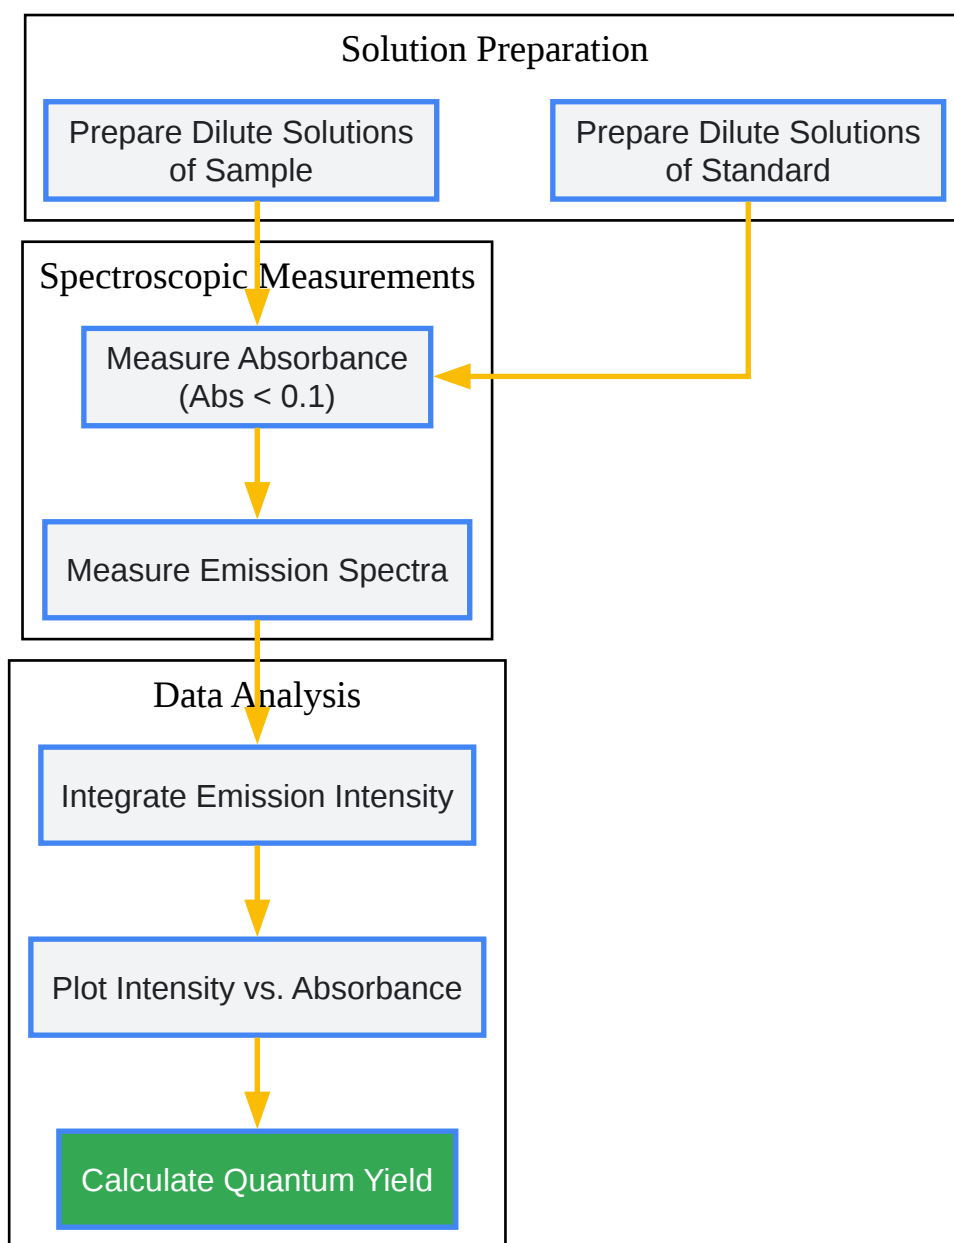 Solution Preparation
Prepare Dilute Solutions
of Sample
Prepare Dilute Solutions
of Standard
Spectroscopic Measurements
Measure Absorbance
(Abs < 0.1)
Measure Emission Spectra
Data Analysis
Integrate Emission Intensity
Plot Intensity vs. Absorbance
Calculate Quantum Yield